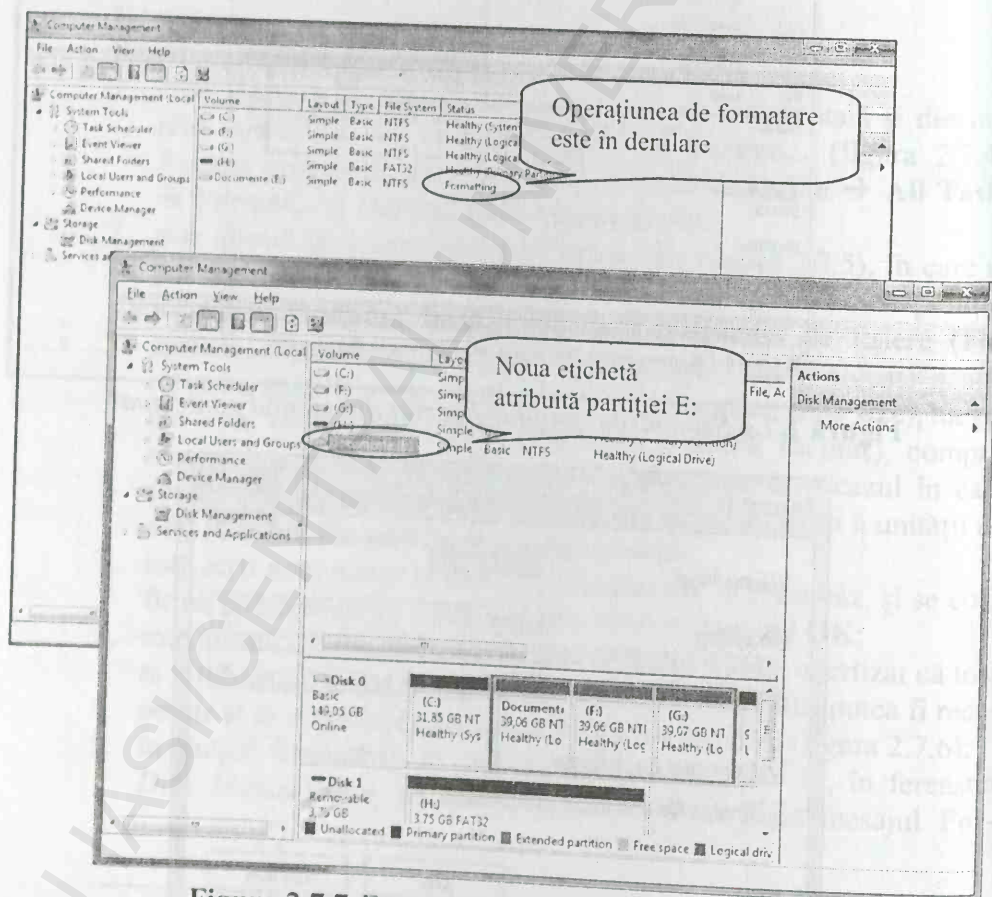 Computer Management
File Action View Help
Computer Management (Local
System Tools
Task Scheduler
Event Viewer
Shared Folders
Local Users and Groups
Performance
Device Manager
Storage
Disk Management
Services a
Volume Layout Type File System Status
(C:) Simple Basic NTFS Healthy (System
(F:) Simple Basic NTFS Healthy (Logical
(G:) Simple Basic NTFS Healthy (Logica
(H:) Simple Basic FAT32 Healthy (Primary Part
Documente (E:) Simple Basic NTFS Formatting
Operațiunea de formatare
este în derulare
Computer Management
File Action View Help
Computer Management (Local
System Tools
Task Scheduler
Event Viewer
Shared Folders
Local Users and Groups
Performance
Device Manager
Storage
Disk Management
Services and Applications
Volume Layo
(C:) Simp
(F:) Simp
(G:) Simp
Simple
Simple Basic NTFS Healthy (Logical Drive)
Noua etichetă
atribuită partiției E:
Actions
Disk Management
More Actions
Disk 0
Basic
149,05 GB
Online
(C:)
31,85 GB NT
Healthy (Sys
Document
39,06 GB NT
Healthy (Lo
(F:)
39,06 GB NT
Healthy (Log
(G:)
39,07 GB NT
Healthy (Lo
S
L
Disk 1
Removable
3,75 GB
(H:)
3.75 GB FAT32
Unallocated Primary partition Extended partition Free space Logical driv